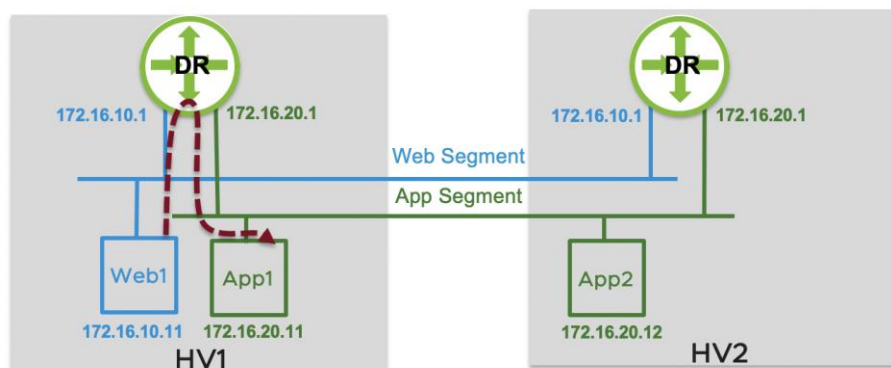 DR
DR
172.16.10.1
172.16.20.1
172.16.10.1
172.16.20.1
Web Segment
App Segment
Web1
App1
App2
172.16.10.11
172.16.20.11
172.16.20.12
HV1
HV2